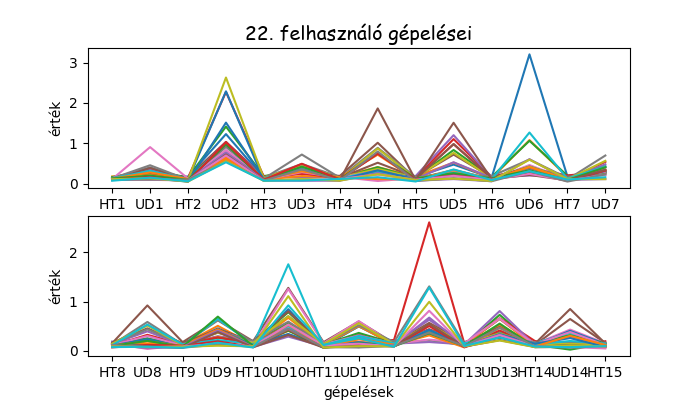 22. felhasználó gépelései
érték
3
2
1
0
HT1 UD1 HT2 UD2 HT3 UD3 HT4 UD4 HT5 UD5 HT6 UD6 HT7 UD7
érték
2
1
0
HT8 UD8 HT9 UD9 HT10 UD10 HT11 UD11 HT12 UD12 HT13 UD13 HT14 UD14 HT15
gépelések